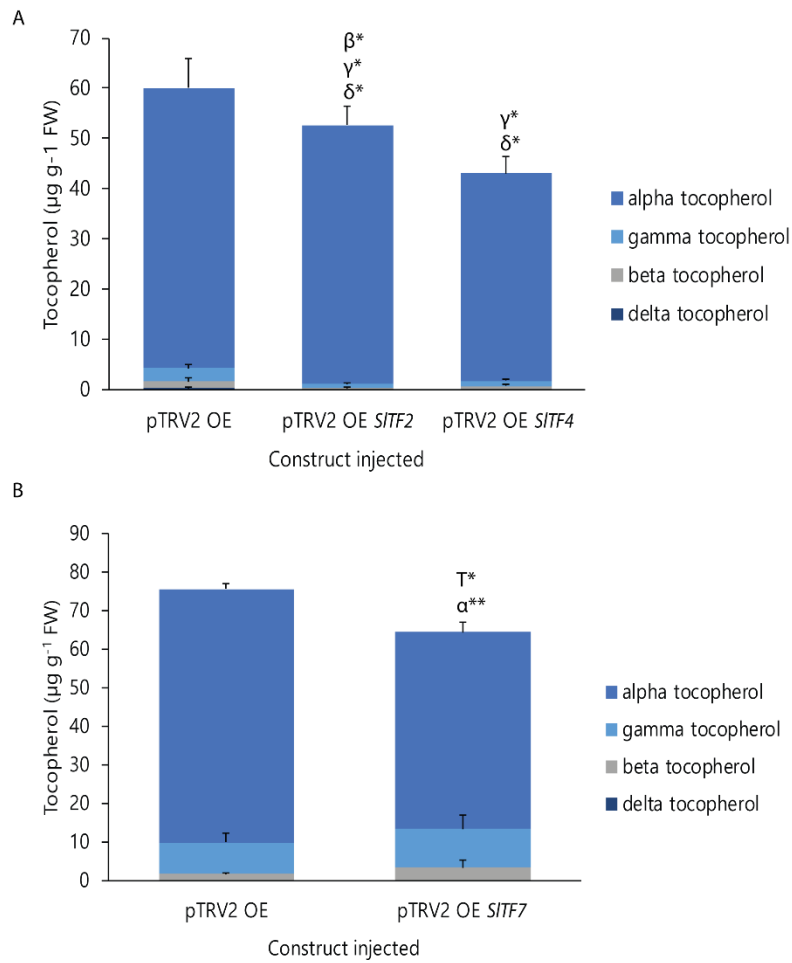 A
70
60
50
40
30
20
10
0
Tocopherol (µg g-1 FW)
β*
γ*
δ*
γ*
δ*
pTRV2 OE
pTRV2 OE SlTF2
pTRV2 OE SlTF4
Construct injected
alpha tocopherol
gamma tocopherol
beta tocopherol
delta tocopherol
B
90
80
70
60
50
40
30
20
10
0
Tocopherol (µg g⁻¹ FW)
T*
α**
pTRV2 OE
pTRV2 OE SlTF7
Construct injected
alpha tocopherol
gamma tocopherol
beta tocopherol
delta tocopherol